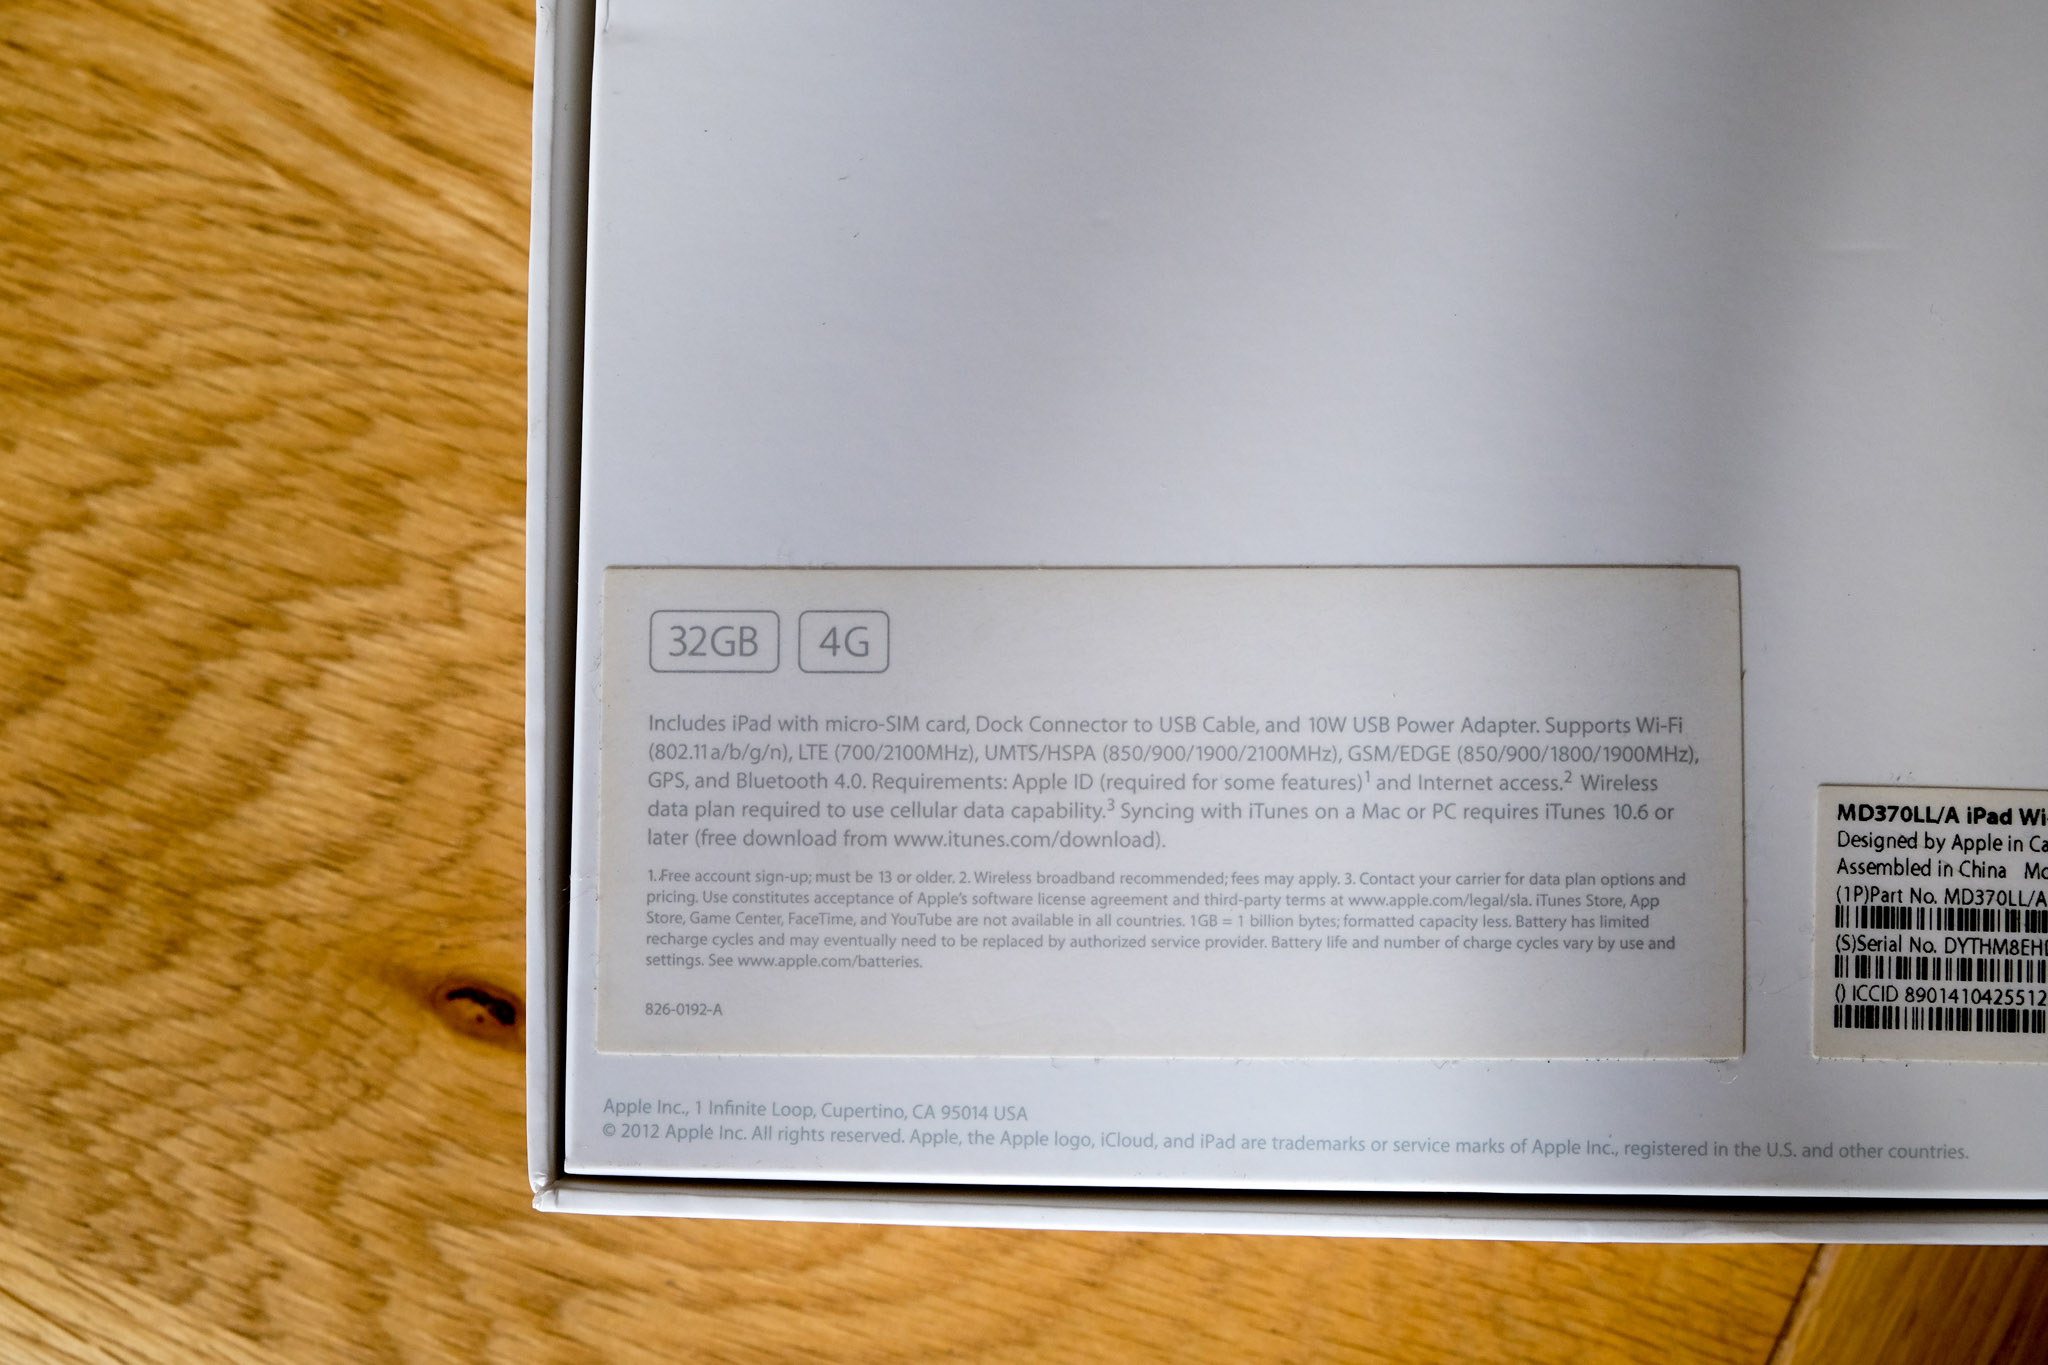 32GB 4G
Includes iPad with micro-SIM card, Dock Connector to USB Cable, and 10W USB Power Adapter. Supports Wi-Fi
(802.11a/b/g/n), LTE (700/2100MHz), UMTS/HSPA (850/900/1900/2100MHz), GSM/EDGE (850/900/1800/1900MHz),
GPS, and Bluetooth 4.0. Requirements: Apple ID (required for some features)1 and Internet access.2 Wireless
data plan required to use cellular data capability.3 Syncing with iTunes on a Mac or PC requires iTunes 10.6 or
later (free download from www.itunes.com/download).
1. Free account sign-up; must be 13 or older. 2. Wireless broadband recommended; fees may apply. 3. Contact your carrier for data plan options and
pricing. Use constitutes acceptance of Apple's software license agreement and third-party terms at www.apple.com/legal/sla. iTunes Store, App
Store, Game Center, FaceTime, and YouTube are not available in all countries. 1GB = 1 billion bytes; formatted capacity less. Battery has limited
recharge cycles and may eventually need to be replaced by authorized service provider. Battery life and number of charge cycles vary by use and
settings. See www.apple.com/batteries.
826-0192-A
MD370LL/A iPad Wi-
Designed by Apple in Ca
Assembled in China Mo
(1P)Part No. MD370LL/A
(S)Serial No. DYTHM8EH
() ICCID 8901410425512
Apple Inc., 1 Infinite Loop, Cupertino, CA 95014 USA
© 2012 Apple Inc. All rights reserved. Apple, the Apple logo, iCloud, and iPad are trademarks or service marks of Apple Inc., registered in the U.S. and other countries.